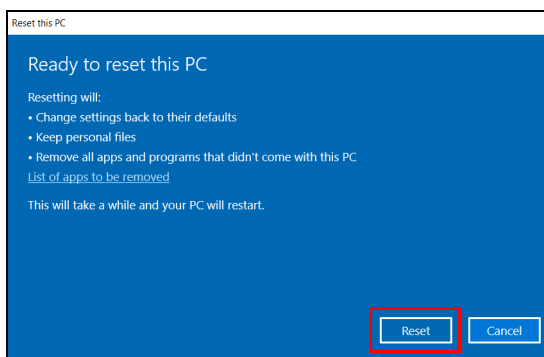 Reset this PC
Ready to reset this PC
Resetting will:
• Change settings back to their defaults
• Keep personal files
• Remove all apps and programs that didn't come with this PC
List of apps to be removed
This will take a while and your PC will restart.
Reset Cancel